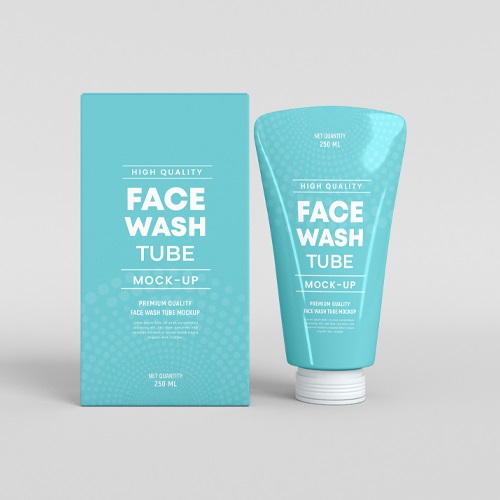 HIGH QUALITY
FACE
WASH
TUBE
MOCK-UP
PREMIUM QUALITY
FACE WASH TUBE MOCKUP
NET QUANTITY
250 ML
NET QUANTITY
250 ML
HIGH QUALITY
FACE
WASH
TUBE
MOCK-UP
PREMIUM QUALITY
FACE WASH TUBE MOCKUP